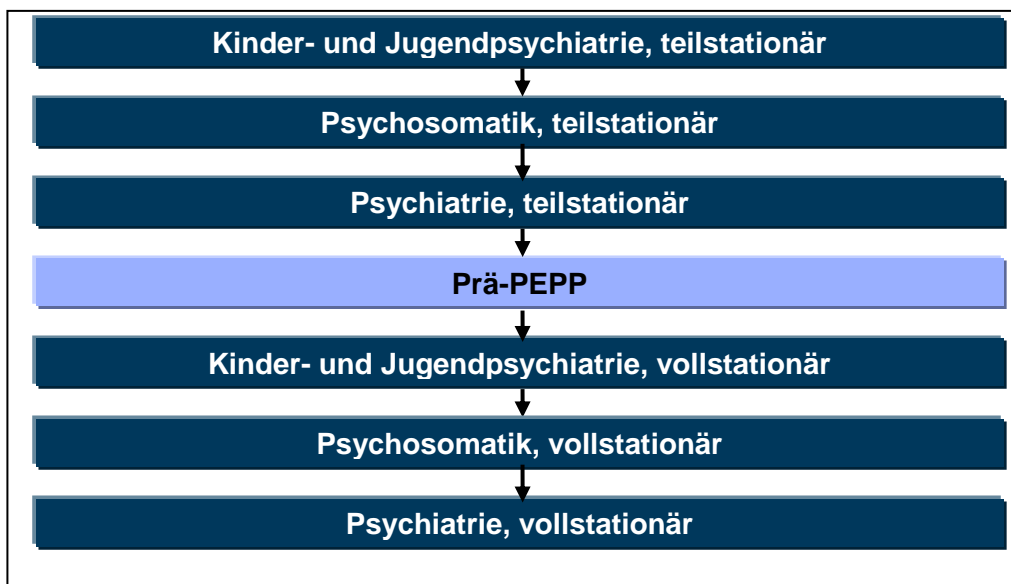 Kinder- und Jugendpsychiatrie, teilstationär
Psychosomatik, teilstationär
Psychiatrie, teilstationär
Prä-PEPP
Kinder- und Jugendpsychiatrie, vollstationär
Psychosomatik, vollstationär
Psychiatrie, vollstationär